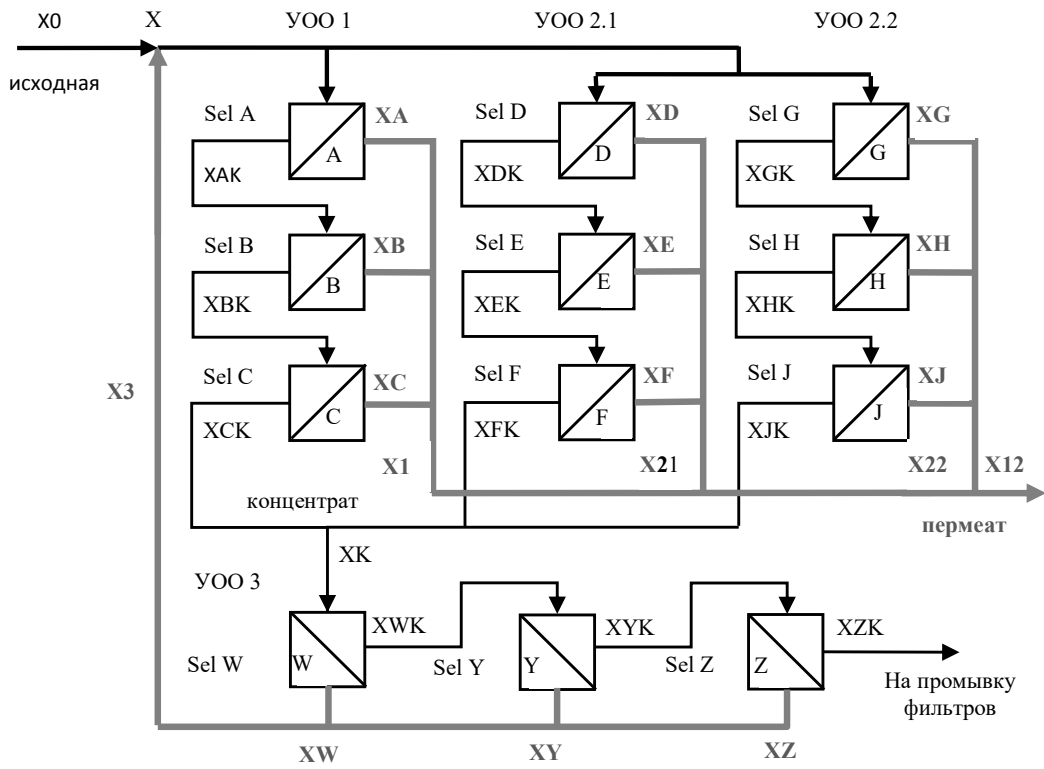 X0 X УОО 1 УОО 2.1 УОО 2.2
исходная
Sel A XA Sel D XD Sel G XG
A D G
XAK XDK XGK
Sel B XB Sel E XE Sel H XH
B E H
XBK XEK XHK
Sel C XC Sel F XF Sel J XJ
X3
C F J
XCK XFK XJK
X1 X21 X22 X12
концентрат
пермеат
XK
УОО 3
XWK XYK XZK
Sel W W Sel Y Y Sel Z Z
На промывку
фильтров
XW XY XZ